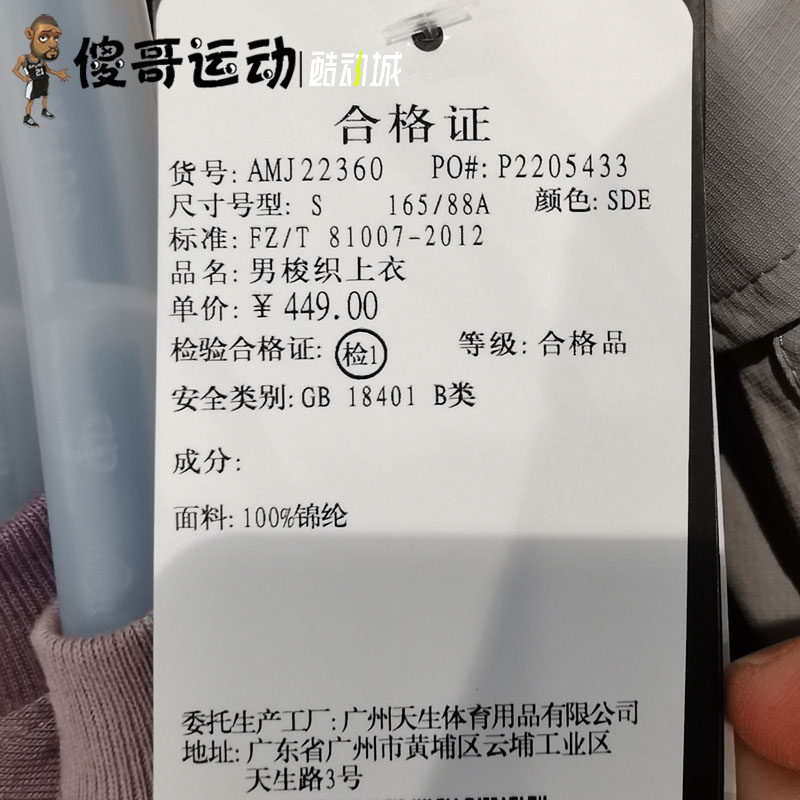 傻哥运动|酷动城
合格证
货号: AMJ22360 PO#: P2205433
尺寸号型: S 165/88A 颜色: SDE
标准: FZ/T 81007-2012
品名: 男梭织上衣
单价: ¥ 449.00
检验合格证: 检1 等级: 合格品
安全类别: GB 18401 B类
成分:
面料: 100%锦纶
委托生产工厂: 广州天生体育用品有限公司
地址: 广东省广州市黄埔区云埔工业区
天生路3号